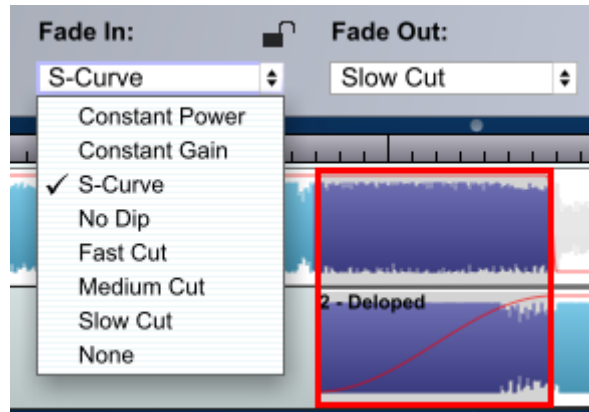 Fade In:
Fade Out:
S-Curve
Slow Cut
Constant Power
Constant Gain
✓ S-Curve
No Dip
Fast Cut
Medium Cut
Slow Cut
None
2 - Deloped